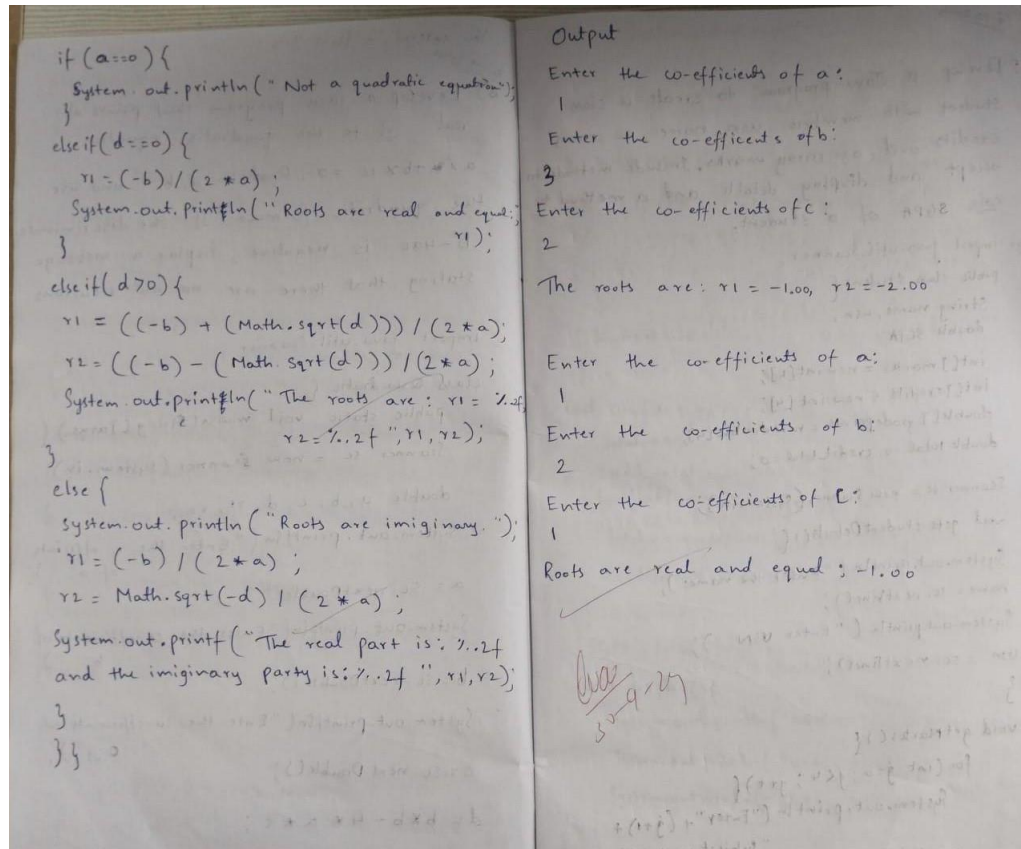 if (a==0) {
System. out. println (" Not a quadratic equation");
}
else if (d==0) {
r1 = (-b) / (2 * a) ;
System. out. Println (" Roots are real and equal:;
r1);
}
else if (d>0) {
r1 = ((-b) + (Math. sqrt(d))) / (2 * a);
r2 = ((-b) - (Math. sqrt (d))) / (2 * a) ;
System. out. println (" The roots are : r1 = %.2f,
r2 = %.2f ", r1, r2);
}
else {
System. out. println ("Roots are imiginary. ");
r1 = (-b) / (2 * a) ;
r2 = Math. sqrt (-d) / (2 * a) ;
System. out. printf ("The real part is: %.2f
and the imiginary party is: %.2f ", r1, r2);
}
}}
Output
Enter the co-efficients of a:
1
Enter the co-efficents of b:
3
Enter the co-efficients of C:
2
The roots are: r1 = -1.00, r2 = -2.00
Enter the co-efficients of a:
1
Enter the co-efficients of b:
2
Enter the co-efficients of C:
1
Roots are real and equal ; -1.00